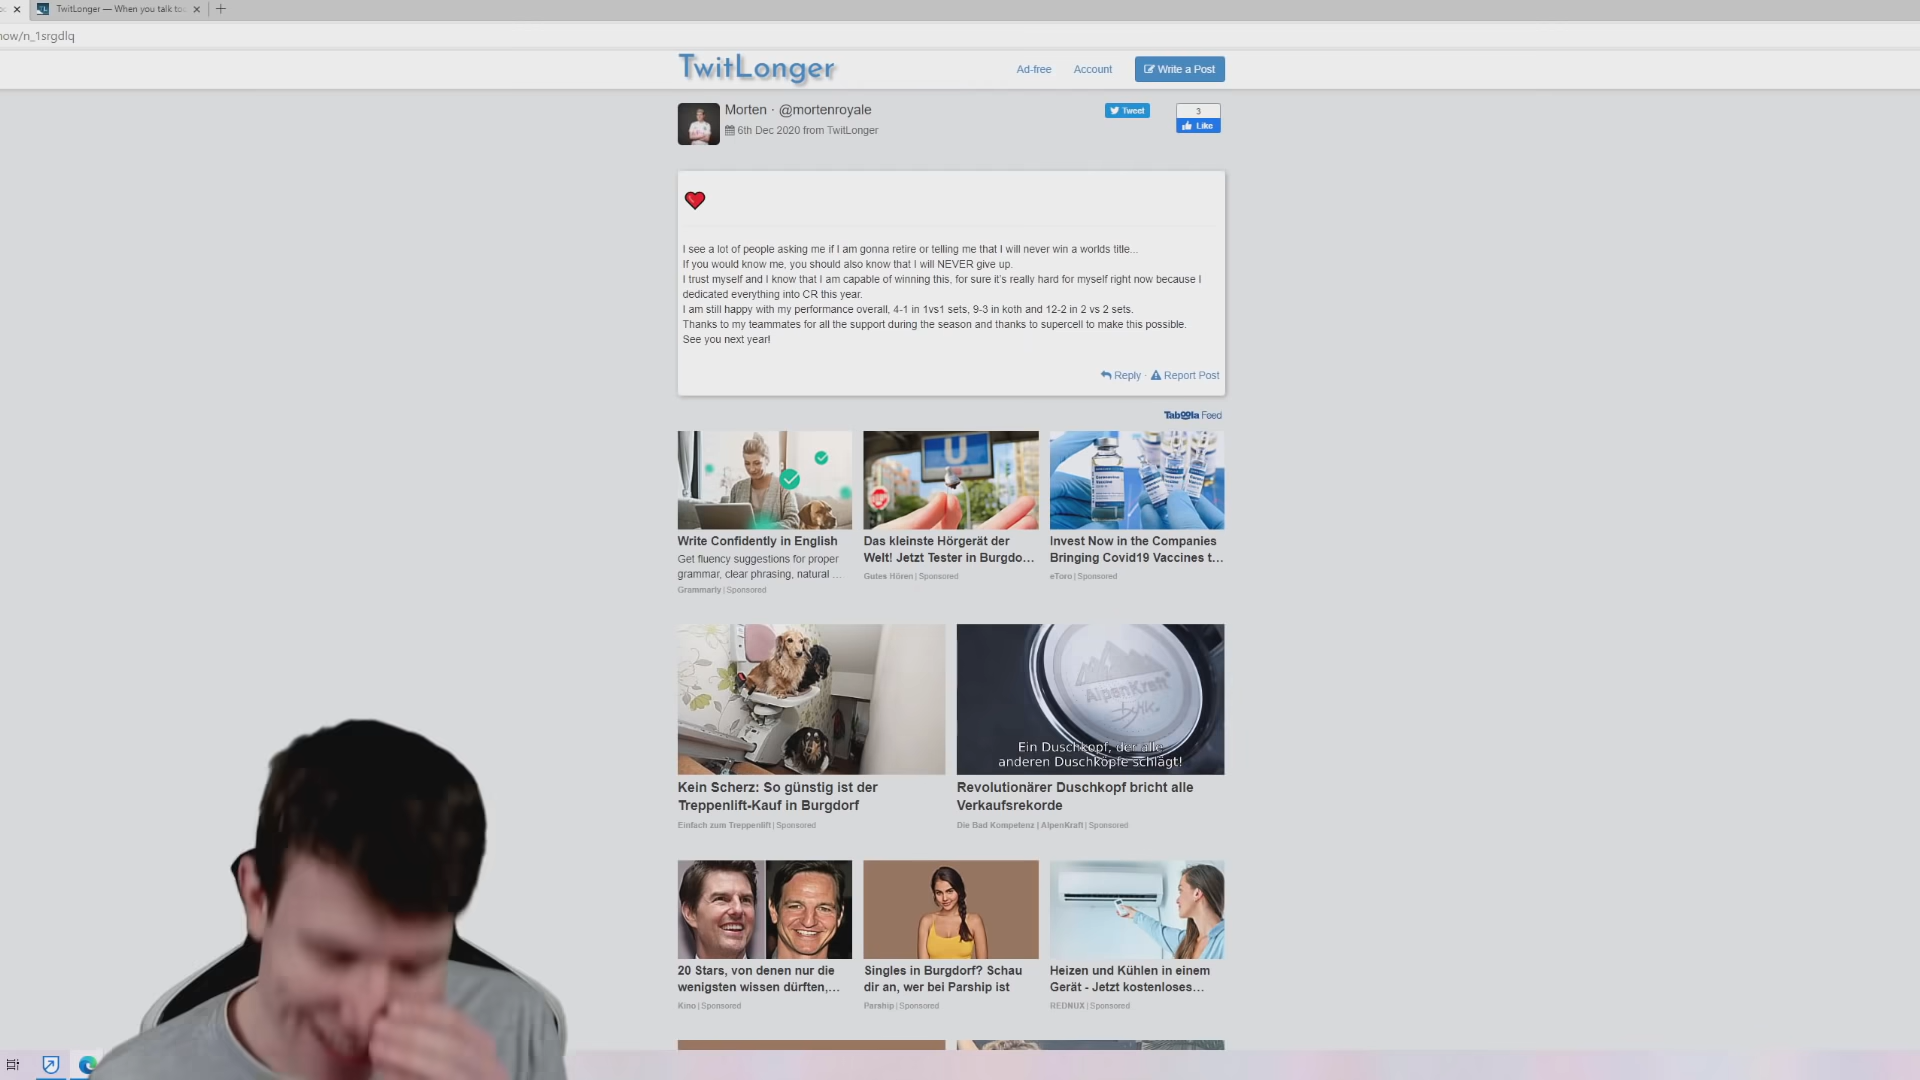 TwitLonger — When you talk to
now/n_1srgdlq
TwitLonger
Ad-free
Account
Write a Post
Morten · @mortenroyale
6th Dec 2020 from TwitLonger
Tweet
3
Like
I see a lot of people asking me if I am gonna retire or telling me that I will never win a worlds title...
If you would know me, you should also know that I will NEVER give up.
I trust myself and I know that I am capable of winning this, for sure it's really hard for myself right now because I
dedicated everything into CR this year.
I am still happy with my performance overall, 4-1 in 1vs1 sets, 9-3 in koth and 12-2 in 2 vs 2 sets.
Thanks to my teammates for all the support during the season and thanks to supercell to make this possible.
See you next year!
Reply · Report Post
Taboola Feed
U
Write Confidently in English
Get fluency suggestions for proper
grammar, clear phrasing, natural ...
Grammarly | Sponsored
Das kleinste Hörgerät der
Welt! Jetzt Tester in Burgdo...
Gutes Hören | Sponsored
Invest Now in the Companies
Bringing Covid19 Vaccines t...
eToro | Sponsored
AlpenKraft
Ein Duschkopf, der alle
anderen Duschköpfe schlägt!
Kein Scherz: So günstig ist der
Treppenlift-Kauf in Burgdorf
Einfach zum Treppenlift | Sponsored
Revolutionärer Duschkopf bricht alle
Verkaufsrekorde
Die Bad Kompetenz | AlpenKraft | Sponsored
20 Stars, von denen nur die
wenigsten wissen dürften,...
Kino | Sponsored
Singles in Burgdorf? Schau
dir an, wer bei Parship ist
Parship | Sponsored
Heizen und Kühlen in einem
Gerät - Jetzt kostenloses...
REDNUX | Sponsored